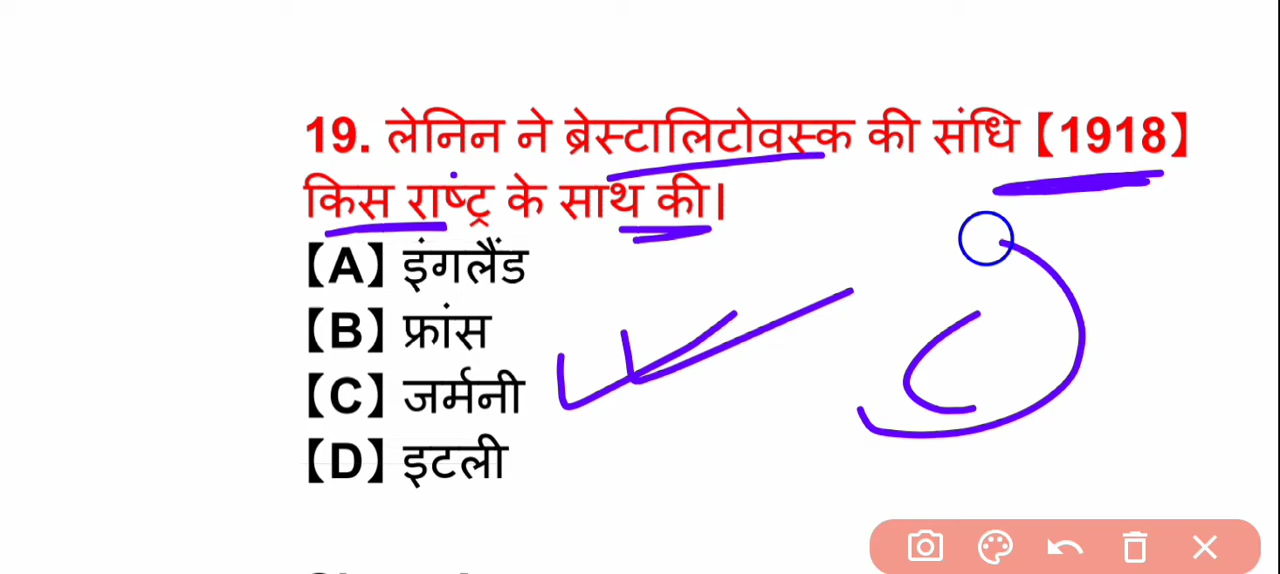 19. लेनिन ने ब्रेस्टालिटोवस्क की संधि【1918】
किस राष्ट्र के साथ की।
【A】इंगलैंड
【B】फ्रांस
【C】जर्मनी
【D】इटली